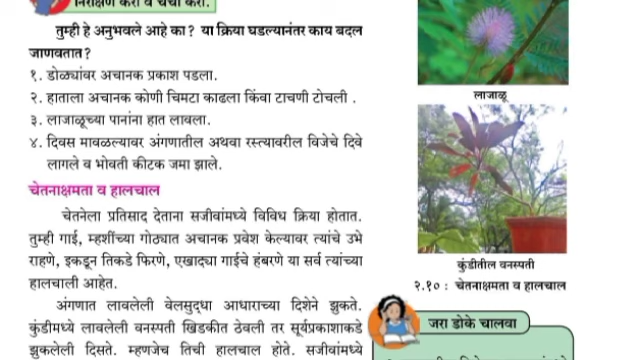 निरीक्षण करा व चर्चा करा.
तुम्ही हे अनुभवले आहे का? या क्रिया घडल्यानंतर काय बदल
जाणवतात?
१. डोळ्यांवर अचानक प्रकाश पडला.
२. हाताला अचानक कोणी चिमटा काढला किंवा टाचणी टोचली .
३. लाजाळूच्या पानांना हात लावला.
४. दिवस मावळल्यावर अंगणातील अथवा रस्त्यावरील विजेचे दिवे
लागले व भोवती कीटक जमा झाले.
चेतनाक्षमता व हालचाल
चेतनेला प्रतिसाद देताना सजीवांमध्ये विविध क्रिया होतात.
तुम्ही गाई, म्हशींच्या गोठ्यात अचानक प्रवेश केल्यावर त्यांचे उभे
राहणे, इकडून तिकडे फिरणे, एखाद्या गाईचे हंबरणे या सर्व त्यांच्या
हालचाली आहेत.
अंगणात लावलेली वेलसुद्धा आधाराच्या दिशेने झुकते.
कुंडीमध्ये लावलेली वनस्पती खिडकीत ठेवली तर सूर्यप्रकाशाकडे
झुकलेली दिसते. म्हणजेच तिची हालचाल होते. सजीवांमध्ये
लाजाळू
कुंडीतील वनस्पती
२.१० : चेतनाक्षमता व हालचाल
जरा डोके चालवा